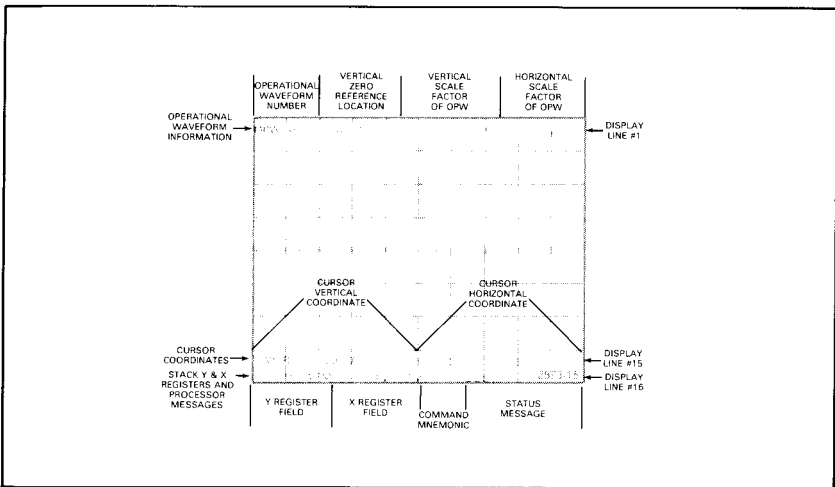 OPERATIONAL
WAVEFORM
NUMBER
VERTICAL
ZERO
REFERENCE
LOCATION
VERTICAL
SCALE
FACTOR
OF OPW
HORIZONTAL
SCALE
FACTOR
OF OPW
OPERATIONAL
WAVEFORM
INFORMATION
DISPLAY
LINE #1
CURSOR
VERTICAL
COORDINATE
CURSOR
HORIZONTAL
COORDINATE
CURSOR
COORDINATES
DISPLAY
LINE #15
STACK Y & X
REGISTERS AND
PROCESSOR
MESSAGES
2973-15
DISPLAY
LINE #16
Y REGISTER
FIELD
X REGISTER
FIELD
COMMAND
MNEMONIC
STATUS
MESSAGE